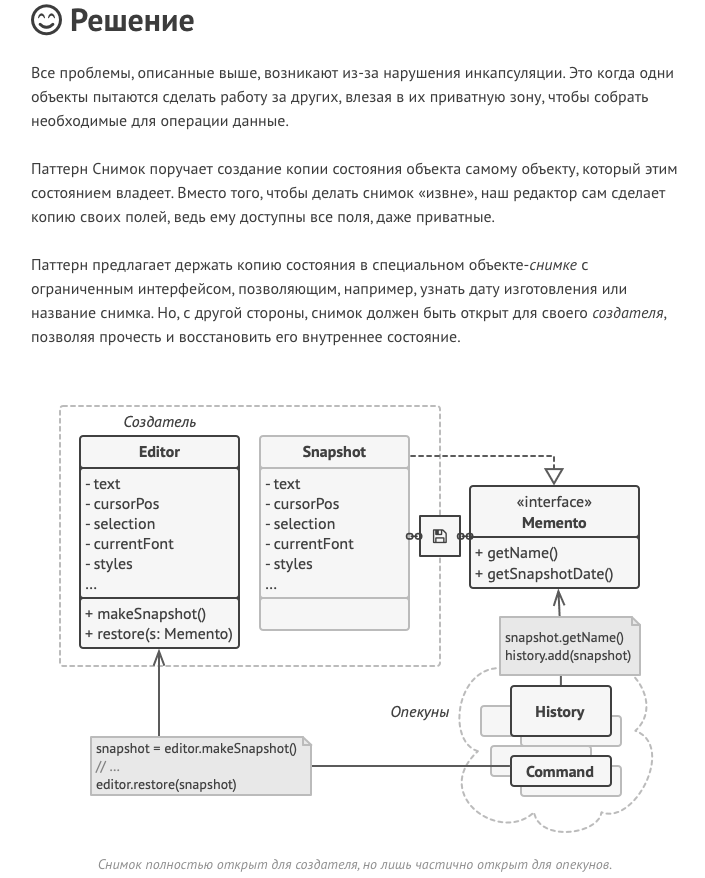 Решение
Все проблемы, описанные выше, возникают из-за нарушения инкапсуляции. Это когда одни
объекты пытаются сделать работу за других, влезая в их приватную зону, чтобы собрать
необходимые для операции данные.
Паттерн Снимок поручает создание копии состояния объекта самому объекту, который этим
состоянием владеет. Вместо того, чтобы делать снимок «извне», наш редактор сам сделает
копию своих полей, ведь ему доступны все поля, даже приватные.
Паттерн предлагает держать копию состояния в специальном объекте-снимке с
ограниченным интерфейсом, позволяющим, например, узнать дату изготовления или
название снимка. Но, с другой стороны, снимок должен быть открыт для своего создателя,
позволяя прочесть и восстановить его внутреннее состояние.
Создатель
Editor
- text
- cursorPos
- selection
- currentFont
- styles
...
+ makeSnapshot()
+ restore(s: Memento)
Snapshot
- text
- cursorPos
- selection
- currentFont
- styles
...
«interface»
Memento
+ getName()
+ getSnapshotDate()
snapshot.getName()
history.add(snapshot)
Опекуны
History
Command
snapshot = editor.makeSnapshot()
// ...
editor.restore(snapshot)
Снимок полностью открыт для создателя, но лишь частично открыт для опекунов.